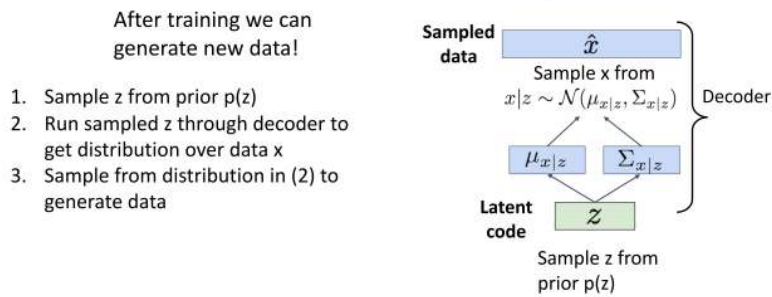 After training we can
generate new data!
1. Sample z from prior p(z)
2. Run sampled z through decoder to
get distribution over data x
3. Sample from distribution in (2) to
generate data
Sampled
data
x̂
Sample x from
x|z ∼ 𝒩(μ_{x|z}, Σ_{x|z})
Decoder
μ_{x|z}
Σ_{x|z}
Latent
code
z
Sample z from
prior p(z)